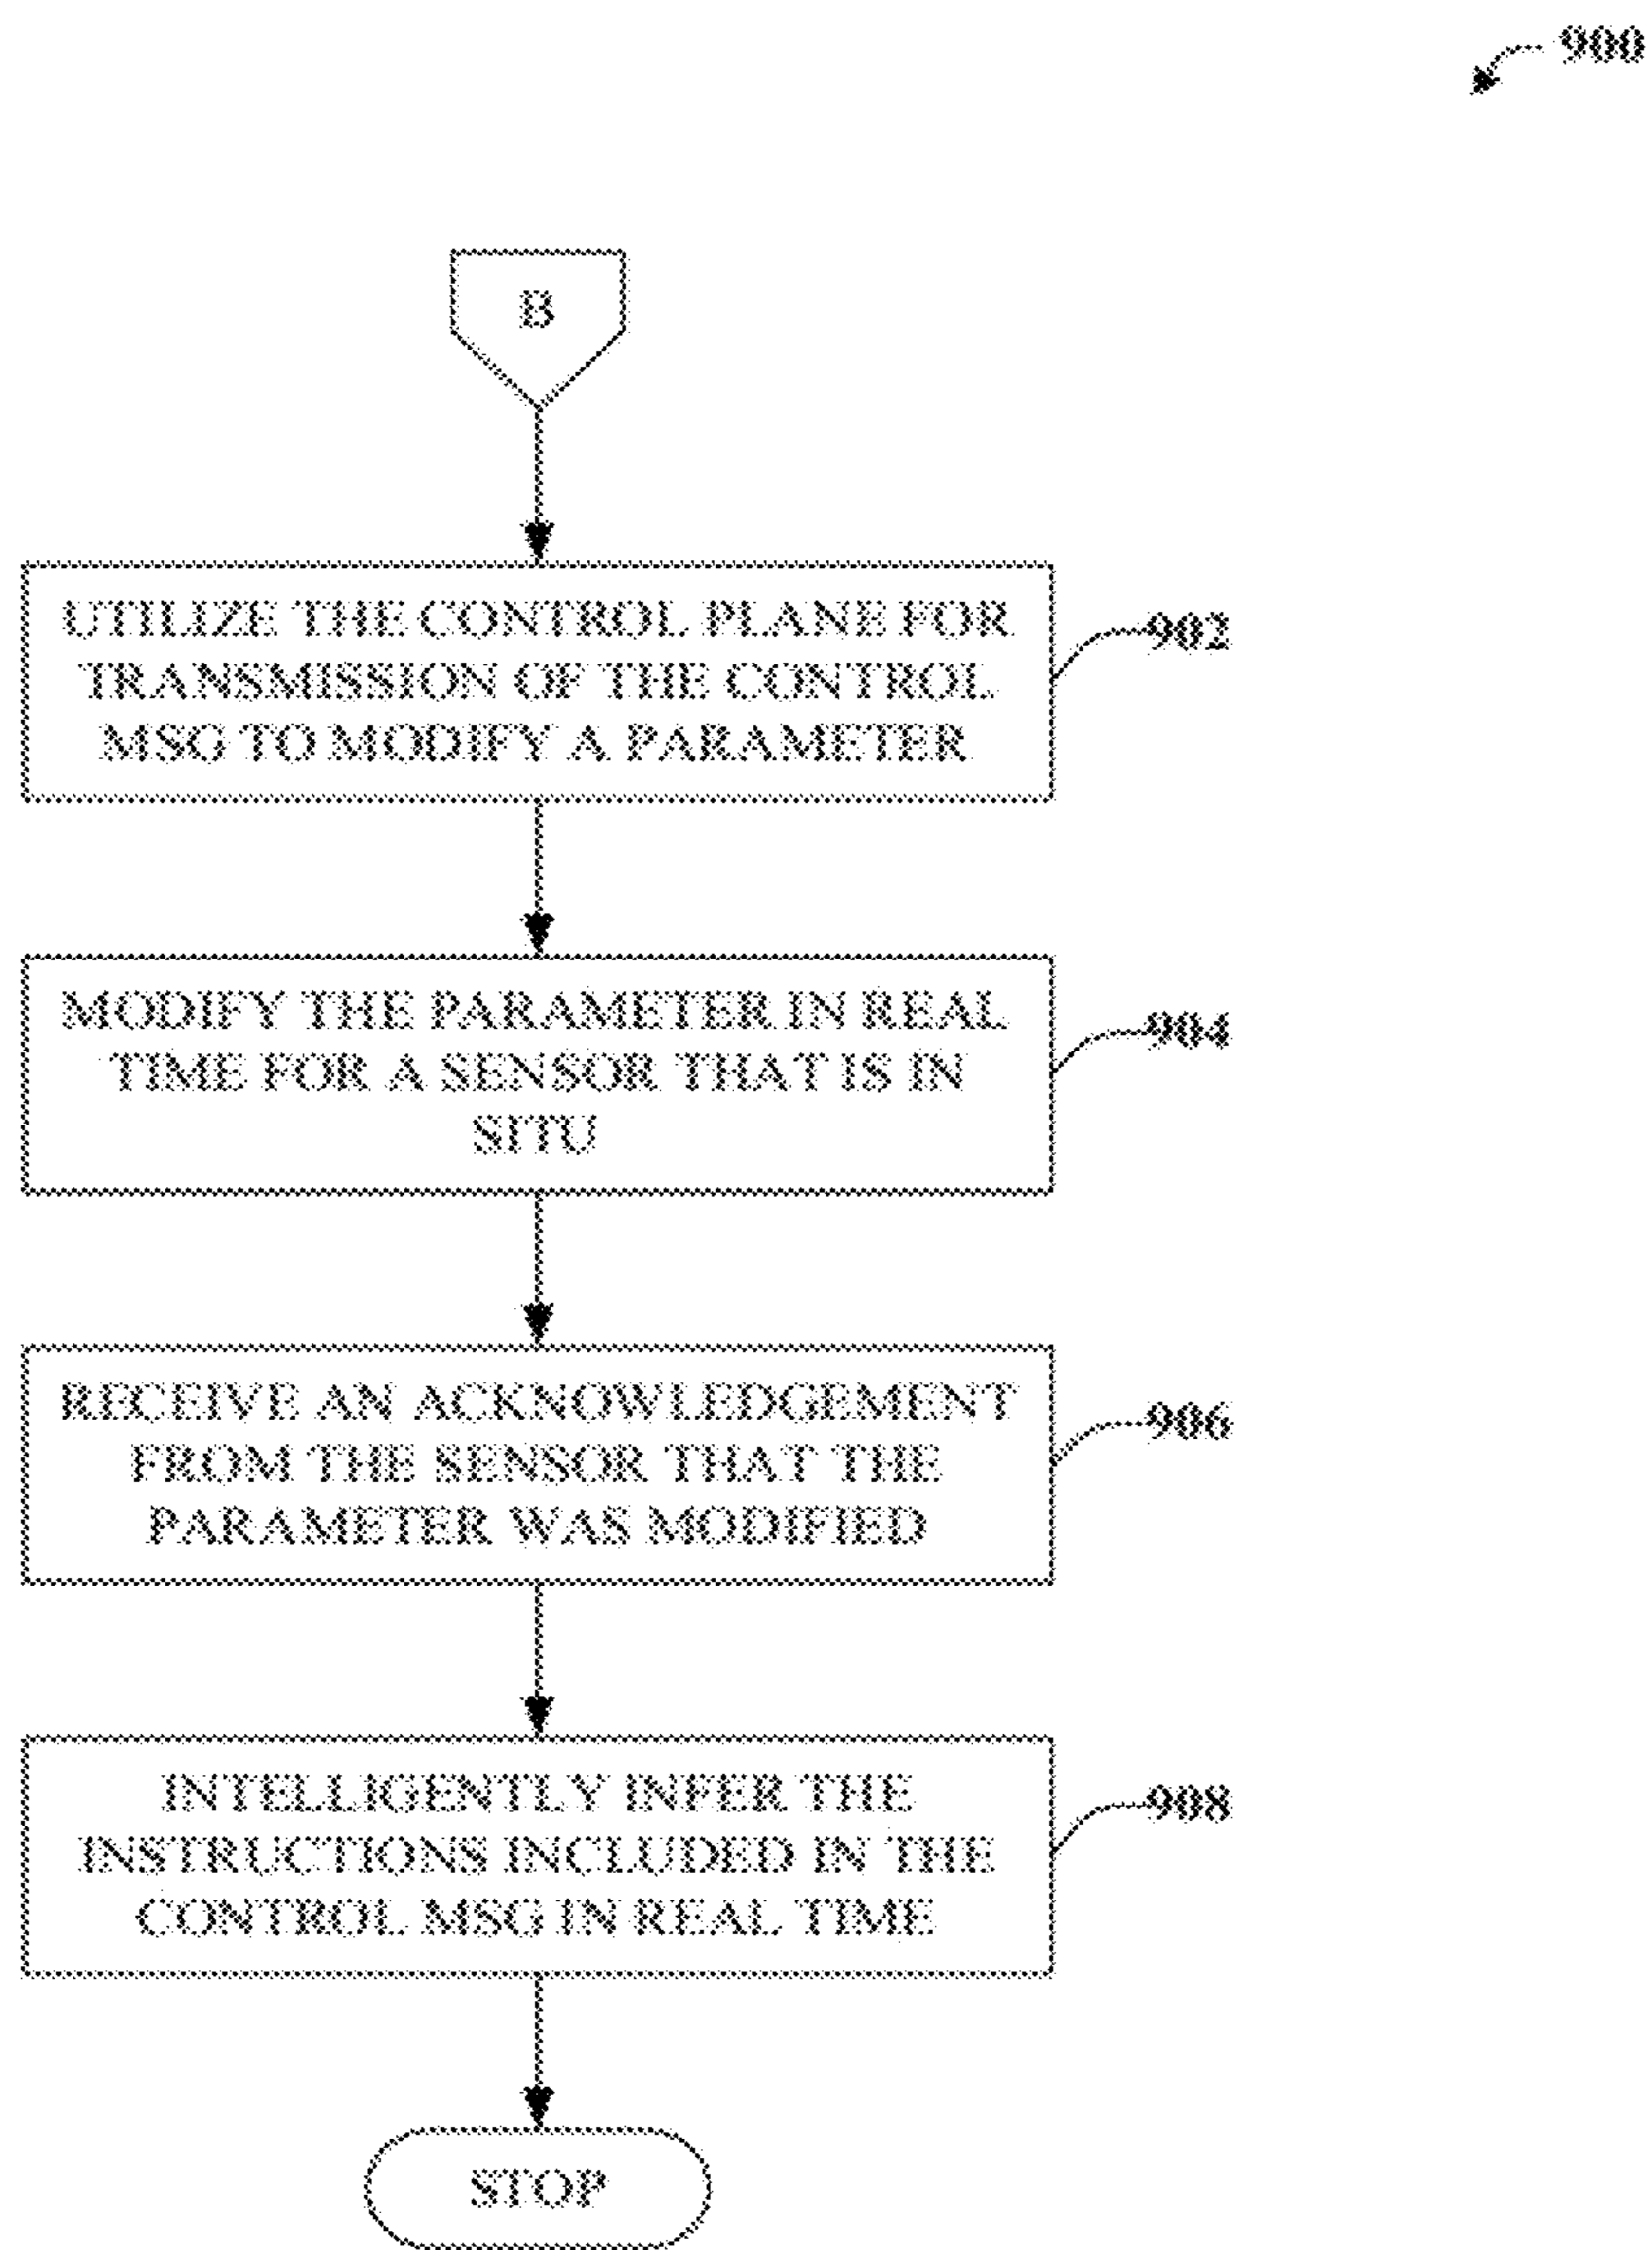 900
B
UTILIZE THE CONTROL PLANE FOR
TRANSMISSION OF THE CONTROL
MSG TO MODIFY A PARAMETER
902
MODIFY THE PARAMETER IN REAL
TIME FOR A SENSOR THAT IS IN
SITU
904
RECEIVE AN ACKNOWLEDGEMENT
FROM THE SENSOR THAT THE
PARAMETER WAS MODIFIED
906
INTELLIGENTLY INFER THE
INSTRUCTIONS INCLUDED IN THE
CONTROL MSG IN REAL TIME
908
STOP